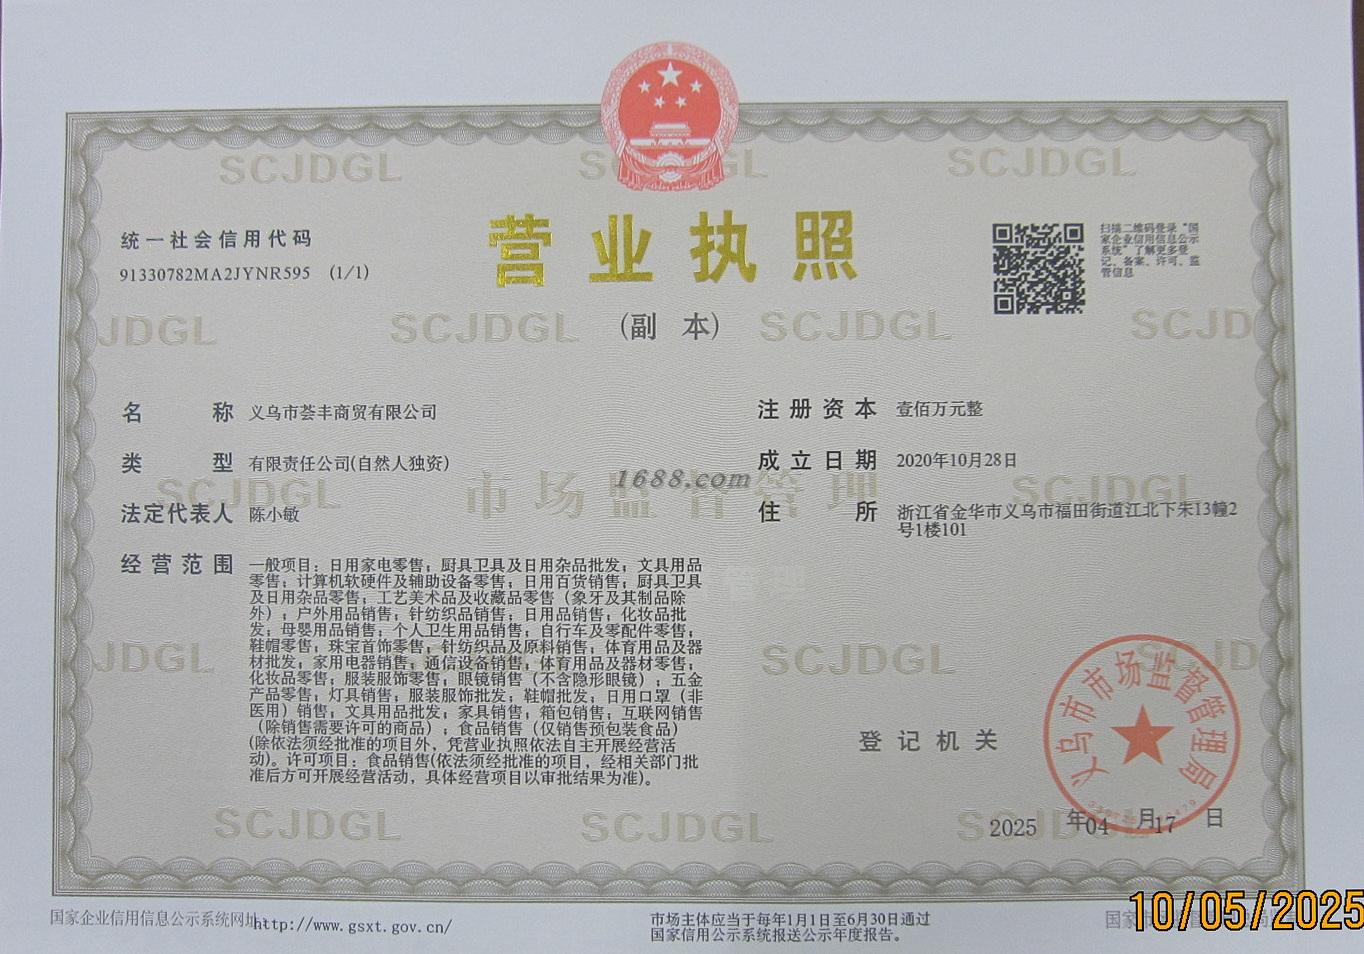 统一社会信用代码
91330782MA2JYNR595 (1/1)
营业执照
(副 本)
扫描二维码登录“国
家企业信用信息公示
系统”了解更多登
记、备案、许可、监
管信息
名 称 义乌市荟丰商贸有限公司
类 型 有限责任公司(自然人独资)
法定代表人 陈小敏
经营范围 一般项目：日用家电零售；厨具卫具及日用杂品批发；文具用品
零售；计算机软硬件及辅助设备零售；日用百货销售；厨具卫具
及日用杂品零售；工艺美术品及收藏品零售（象牙及其制品除
外）；户外用品销售；针纺织品销售；日用品销售；化妆品批
发；母婴用品销售；个人卫生用品销售；自行车及零配件零售；
鞋帽零售；珠宝首饰零售；针纺织品及原料销售；体育用品及器
材批发；家用电器销售；通信设备销售；体育用品及器材零售；
化妆品零售；服装服饰零售；眼镜销售（不含隐形眼镜）；五金
产品零售；灯具销售；服装服饰批发；鞋帽批发；日用口罩（非
医用）销售；文具用品批发；家具销售；箱包销售；互联网销售
（除销售需要许可的商品）；食品销售（仅销售预包装食品）
(除依法须经批准的项目外，凭营业执照依法自主开展经营活
动)。许可项目：食品销售(依法须经批准的项目，经相关部门批
准后方可开展经营活动，具体经营项目以审批结果为准)。
注册资本 壹佰万元整
成立日期 2020年10月28日
住 所 浙江省金华市义乌市福田街道江北下朱13幢2
号1楼101
1688.com
市场监督管理
SCJDGL
登记机关
义乌市市场监督管理局
2025 年04 月17 日
国家企业信用信息公示系统网址:http://www.gsxt.gov.cn/
市场主体应当于每年1月1日至6月30日通过
国家信用公示系统报送公示年度报告。
10/05/2025